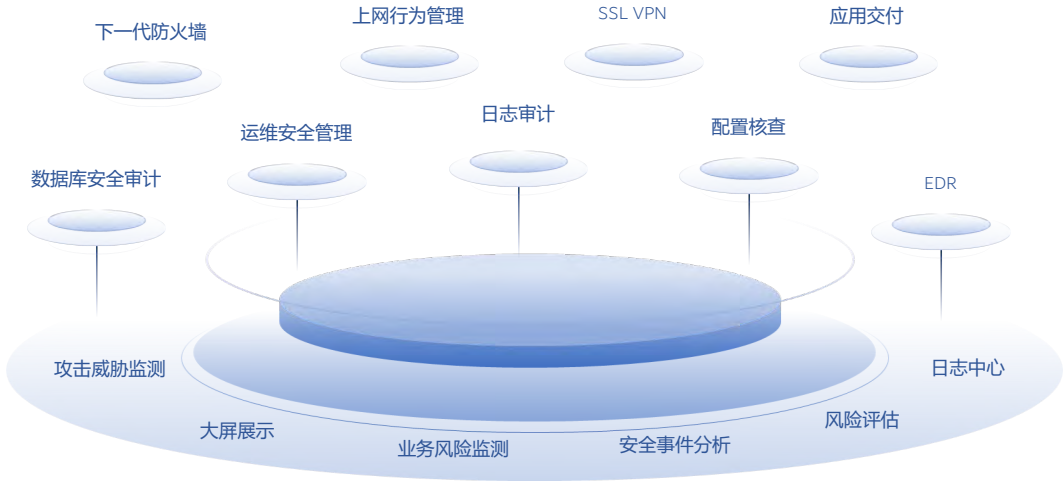 下一代防火墙
上网行为管理
SSL VPN
应用交付
运维安全管理
日志审计
配置核查
数据库安全审计
EDR
攻击威胁监测
日志中心
大屏展示
业务风险监测
安全事件分析
风险评估